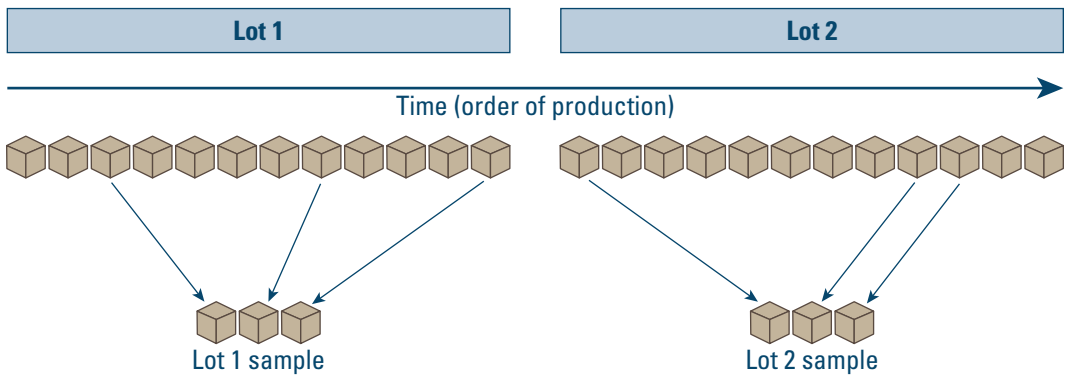 Lot 1
Lot 2
Time (order of production)
Lot 1 sample
Lot 2 sample